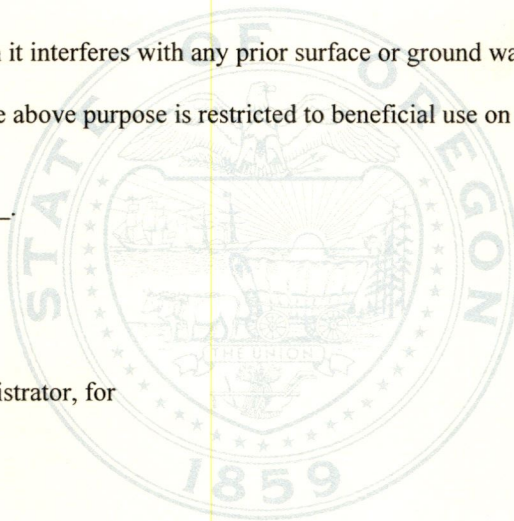 it interferes with any prior surface or ground wa
e above purpose is restricted to beneficial use on
istrator, for
STATE OF OREGON
THE UNION
1859